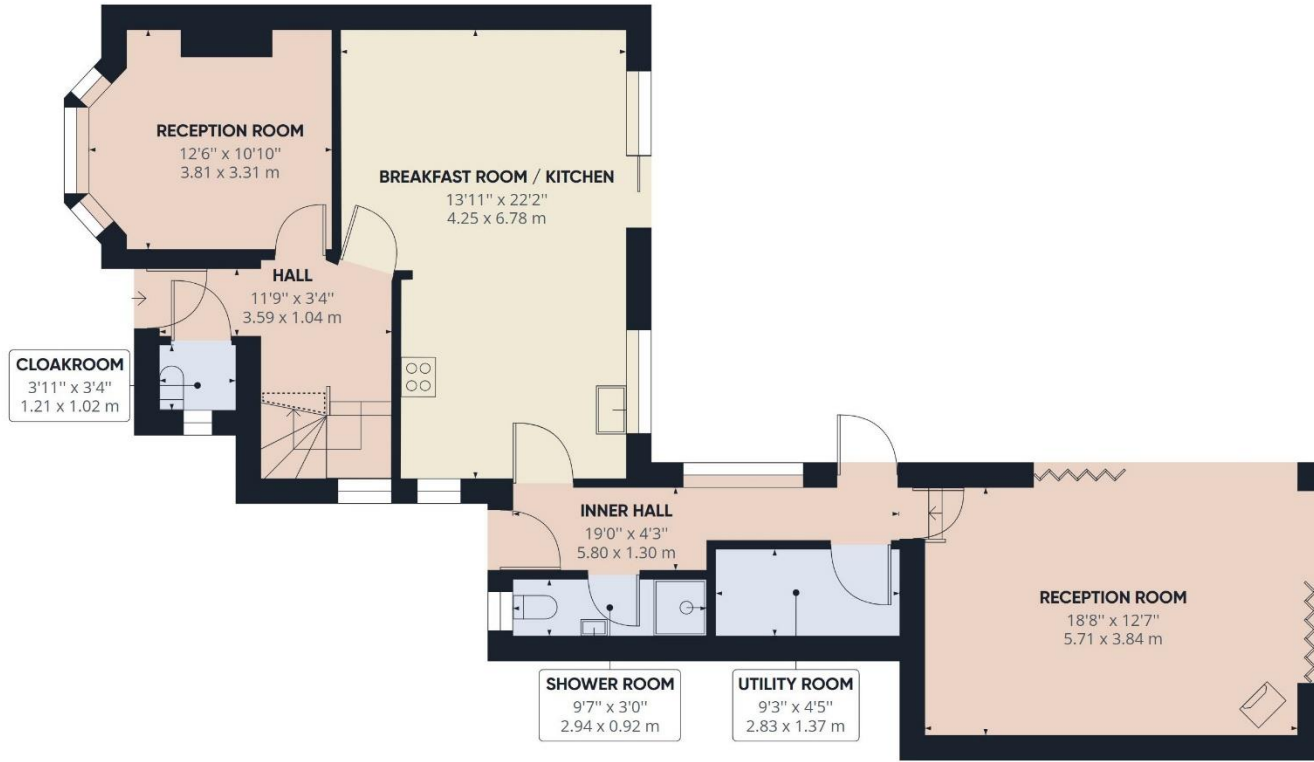 RECEPTION ROOM
12'6'' x 10'10''
3.81 x 3.31 m
BREAKFAST ROOM / KITCHEN
13'11'' x 22'2''
4.25 x 6.78 m
HALL
11'9'' x 3'4''
3.59 x 1.04 m
CLOAKROOM
3'11'' x 3'4''
1.21 x 1.02 m
INNER HALL
19'0'' x 4'3''
5.80 x 1.30 m
RECEPTION ROOM
18'8'' x 12'7''
5.71 x 3.84 m
SHOWER ROOM
9'7'' x 3'0''
2.94 x 0.92 m
UTILITY ROOM
9'3'' x 4'5''
2.83 x 1.37 m